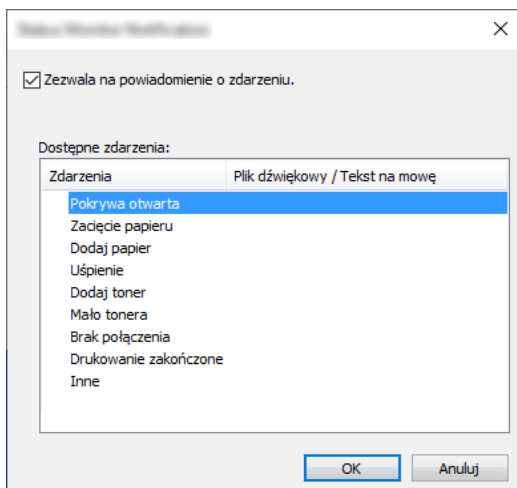 Zezwala na powiadomienie o zdarzeniu.
Dostępne zdarzenia:
Zdarzenia Plik dźwiękowy / Tekst na mowę
Pokrywa otwarta
Zacięcie papieru
Dodaj papier
Uśpienie
Dodaj toner
Mało tonera
Brak połączenia
Drukowanie zakończone
Inne
OK Anuluj